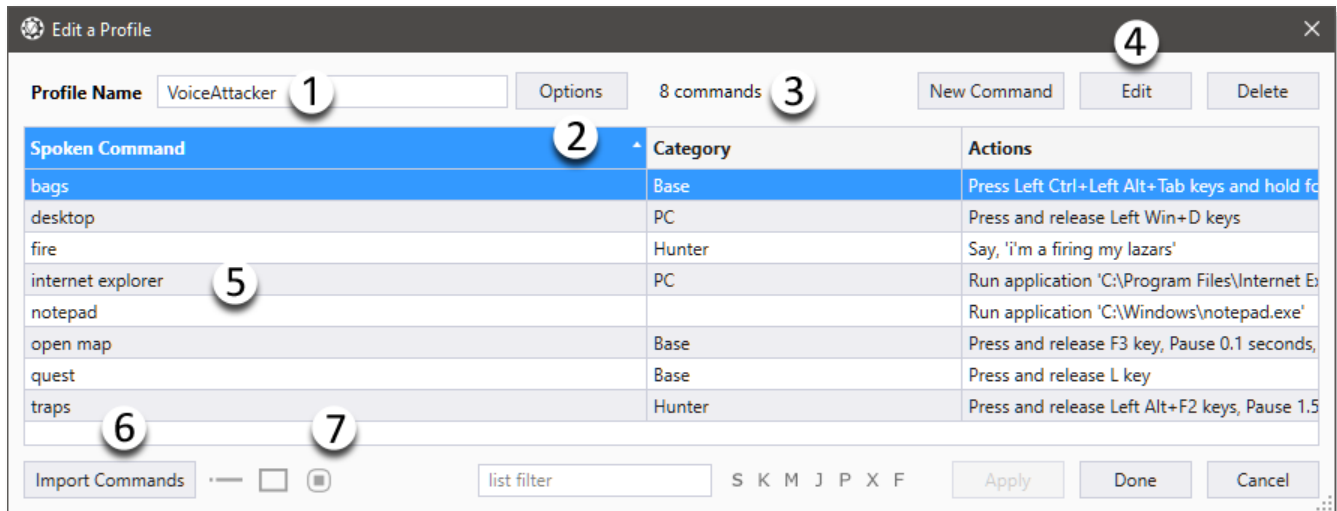 Edit a Profile
4
Profile Name VoiceAttacker 1 Options 8 commands 3 New Command Edit Delete
2
Spoken Command Category Actions
bags Base Press Left Ctrl+Left Alt+Tab keys and hold fo
desktop PC Press and release Left Win+D keys
fire Hunter Say, 'i'm a firing my lazars'
internet explorer 5 PC Run application 'C:\Program Files\Internet Ex
notepad Run application 'C:\Windows\notepad.exe'
open map Base Press and release F3 key, Pause 0.1 seconds,
quest Base Press and release L key
traps Hunter Press and release Left Alt+F2 keys, Pause 1.5
6 7
Import Commands list filter S K M J P X F Apply Done Cancel